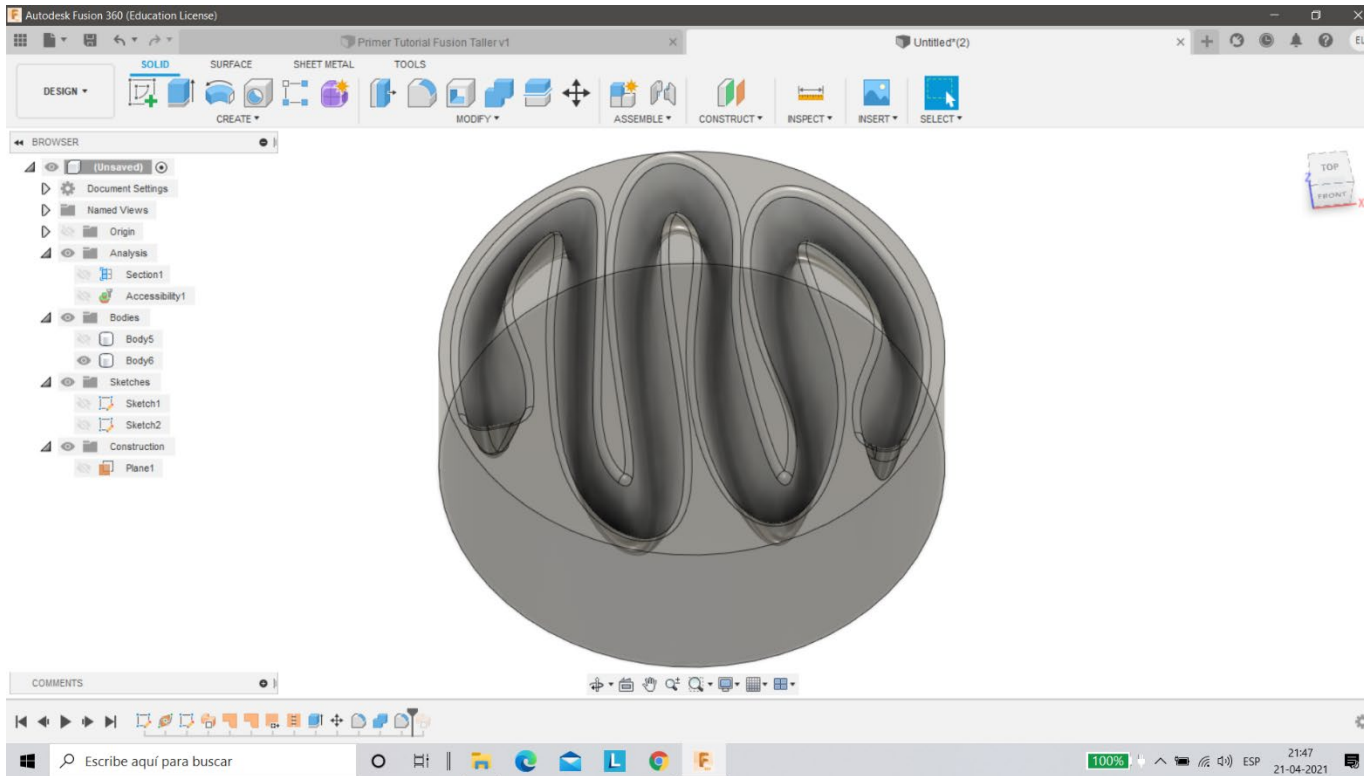 Autodesk Fusion 360 (Education License)
Primer Tutorial Fusion Taller v1
Untitled*(2)
SOLID SURFACE SHEET METAL TOOLS
DESIGN
CREATE MODIFY ASSEMBLE CONSTRUCT INSPECT INSERT SELECT
BROWSER
(Unsaved)
Document Settings
Named Views
Origin
Analysis
Section1
Accessibility1
Bodies
Body5
Body6
Sketches
Sketch1
Sketch2
Construction
Plane1
TOP
Z
FRONT
X
COMMENTS
Escribe aquí para buscar
L
F
100%
ESP
21:47
21-04-2021